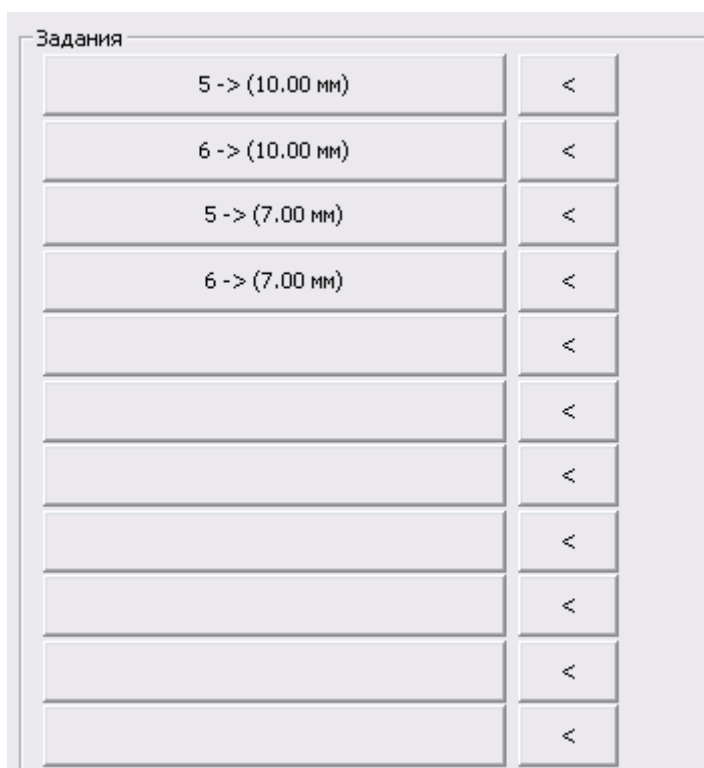 Задания
5 -> (10.00 мм) <
6 -> (10.00 мм) <
5 -> (7.00 мм) <
6 -> (7.00 мм) <
<
<
<
<
<
<
<